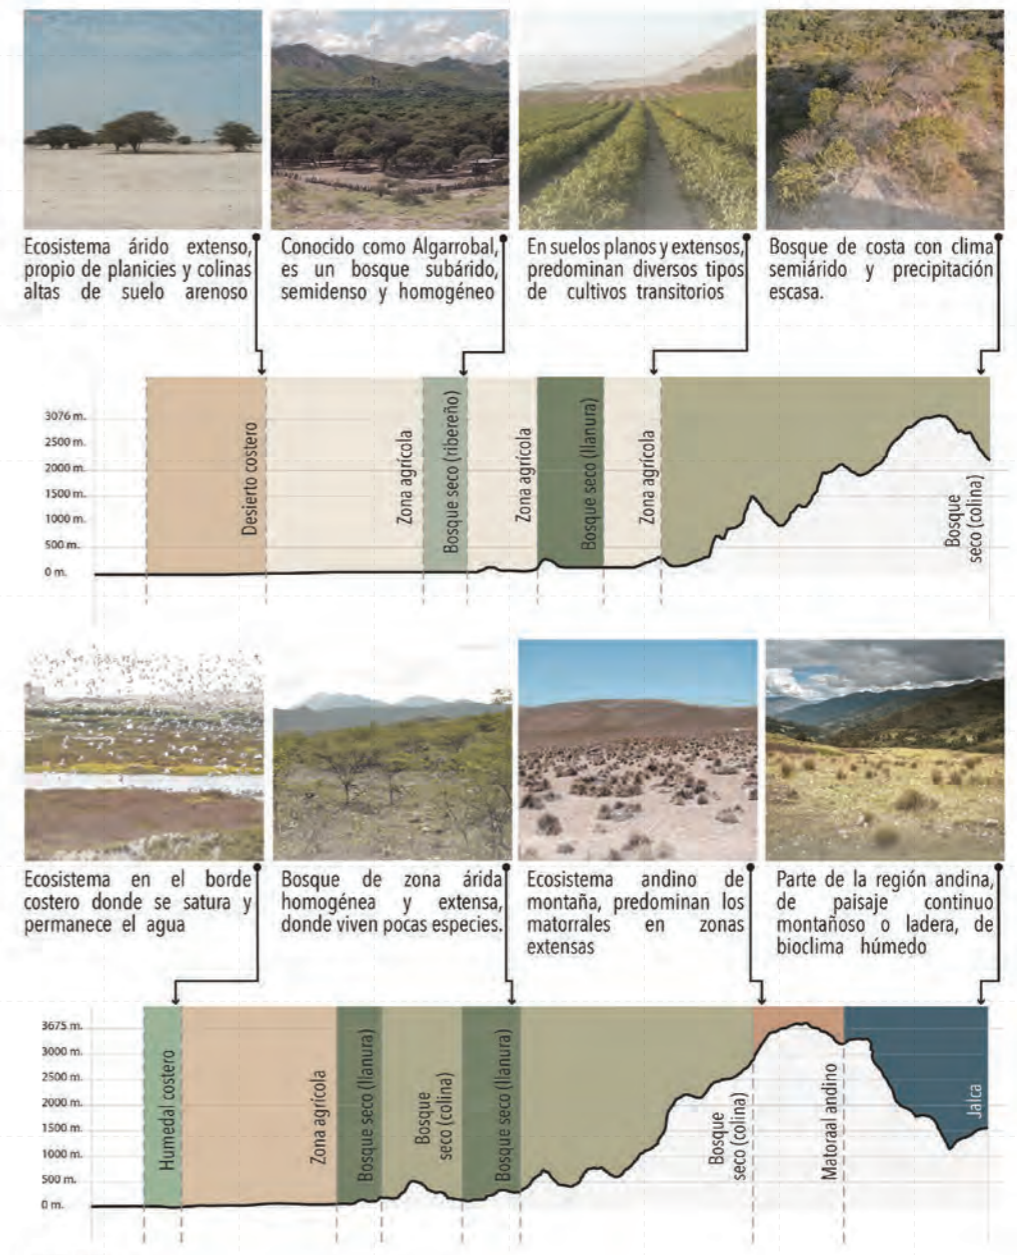 Ecosistema árido extenso,
propio de planicies y colinas
altas de suelo arenoso
Conocido como Algarrobal,
es un bosque subárido,
semidenso y homogéneo
En suelos planos y extensos,
predominan diversos tipos
de cultivos transitorios
Bosque de costa con clima
semiárido y precipitación
escasa.
3076 m.
2500 m.
2000 m.
1500 m.
1000 m.
500 m.
0 m.
Desierto costero
Zona agrícola
Bosque seco (ribereño)
Zona agrícola
Bosque seco (llanura)
Zona agrícola
Bosque
seco (colina)
Ecosistema en el borde
costero donde se satura y
permanece el agua
Bosque de zona árida
homogénea y extensa,
donde viven pocas especies.
Ecosistema andino de
montaña, predominan los
matorrales en zonas
extensas
Parte de la región andina,
de paisaje continuo
montañoso o ladera, de
bioclima húmedo
3675 m.
3000 m.
2500 m.
2000 m.
1500 m.
1000 m.
500 m.
0 m.
Humedal costero
Zona agrícola
Bosque seco (llanura)
Bosque
seco (colina)
Bosque seco (llanura)
Bosque
seco (colina)
Matoraal andino
Jalca